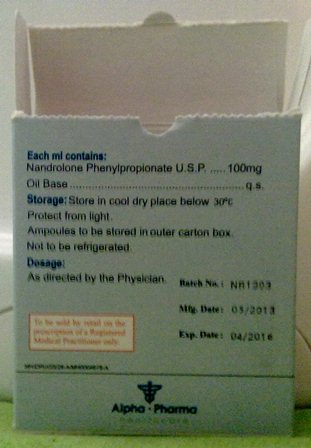 Each ml contains:
Nandrolone Phenylpropionate U.S.P. ..... 100mg
Oil Base ................................................ q.s.
Storage: Store in cool dry place below 30ºC
Protect from light.
Ampoules to be stored in outer carton box.
Not to be refrigerated.
Dosage:
As directed by the Physician.
Batch No.: NB1303
Mfg. Date: 03/2013
Exp. Date: 04/2016
To be sold by retail on the
prescription of a Registered
Medical Practitioner only.
Alpha-Pharma
healthcare